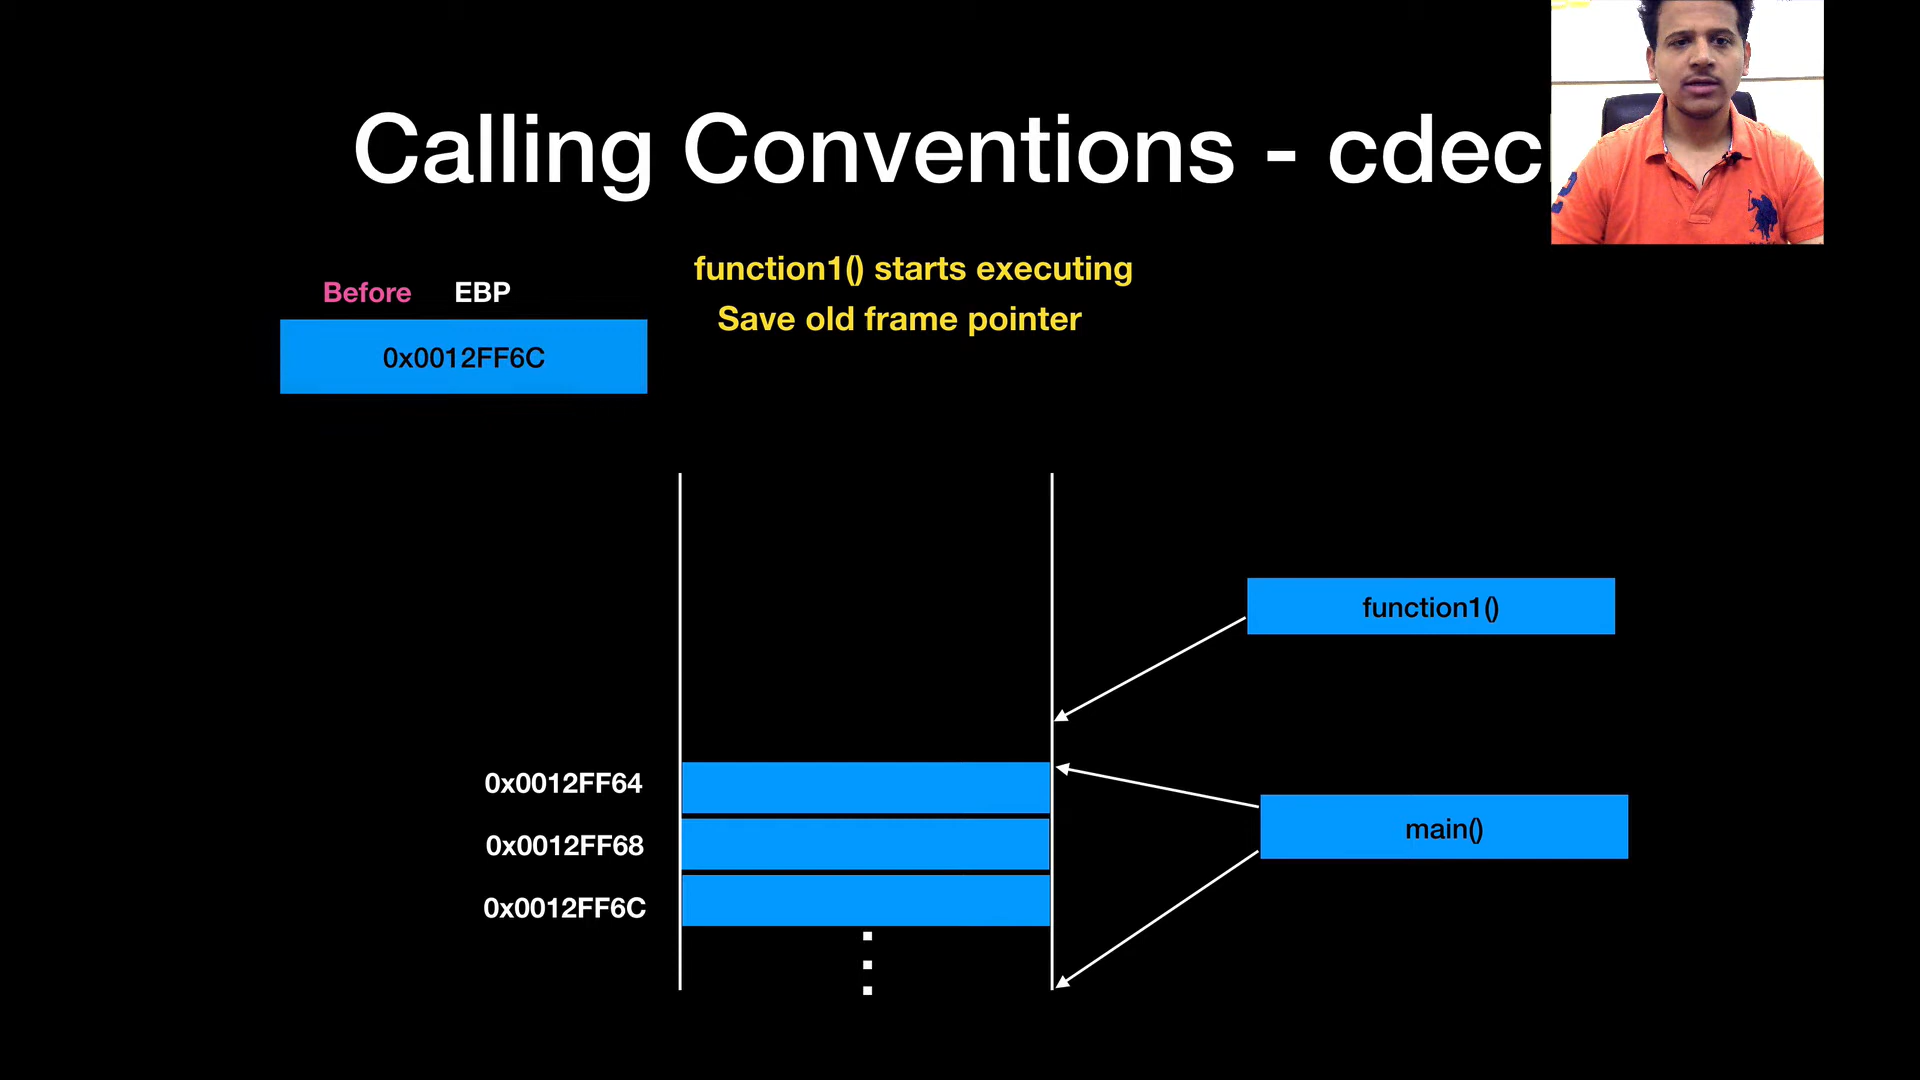 Calling Conventions - cdec
function1() starts executing
Before EBP
Save old frame pointer
0x0012FF6C
function1()
0x0012FF64
main()
0x0012FF68
0x0012FF6C